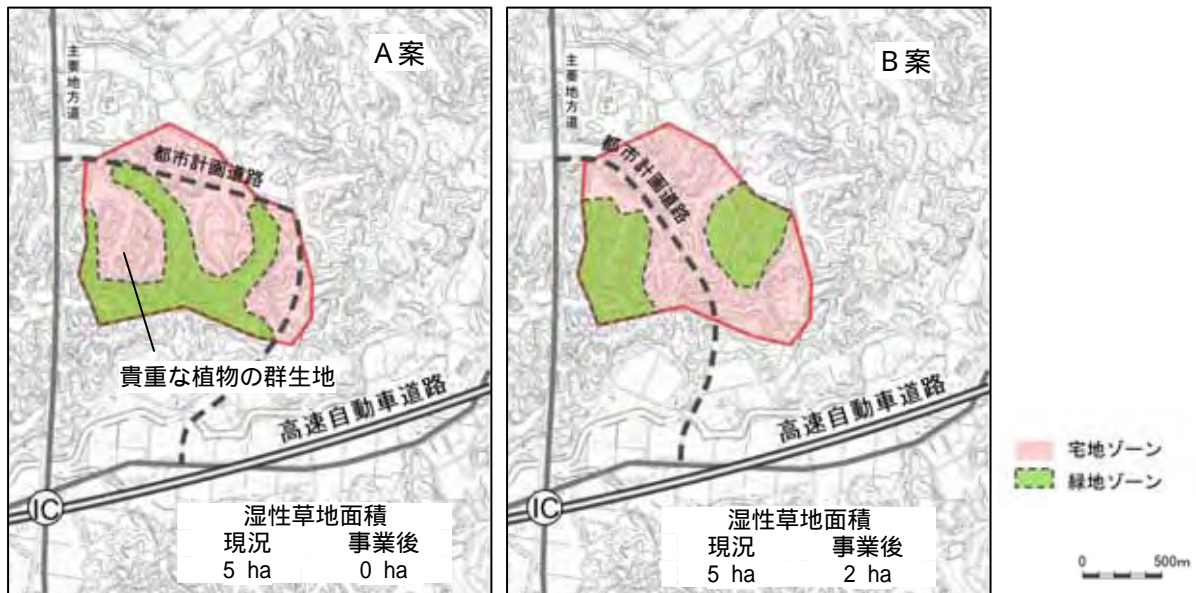 A案
主要地方道
都市計画道路
貴重な植物の群生地
高速自動車道路
IC
湿性草地面積
現況 事業後
5 ha 0 ha
B案
主要地方道
都市計画道路
高速自動車道路
IC
湿性草地面積
現況 事業後
5 ha 2 ha
宅地ゾーン
緑地ゾーン
0 500m